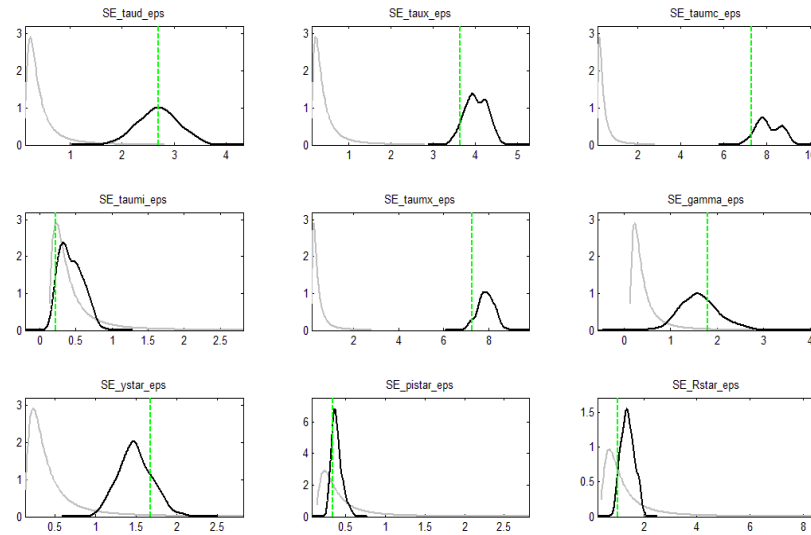 SE_taud_eps SE_taux_eps SE_taumc_eps
3 3 3
2 2 2
1 1 1
0 0 0
1 2 3 4 1 2 3 4 5 2 4 6 8 10
SE_taumi_eps SE_taumx_eps SE_gamma_eps
3 3 3
2 2 2
1 1 1
0 0 0
0 0.5 1 1.5 2 2.5 2 4 6 8 0 1 2 3 4
SE_ystar_eps SE_pistar_eps SE_Rstar_eps
3 6 1.5
2 4 1
1 2 0.5
0 0 0
0.5 1 1.5 2 2.5 0.5 1 1.5 2 2.5 2 4 6 8